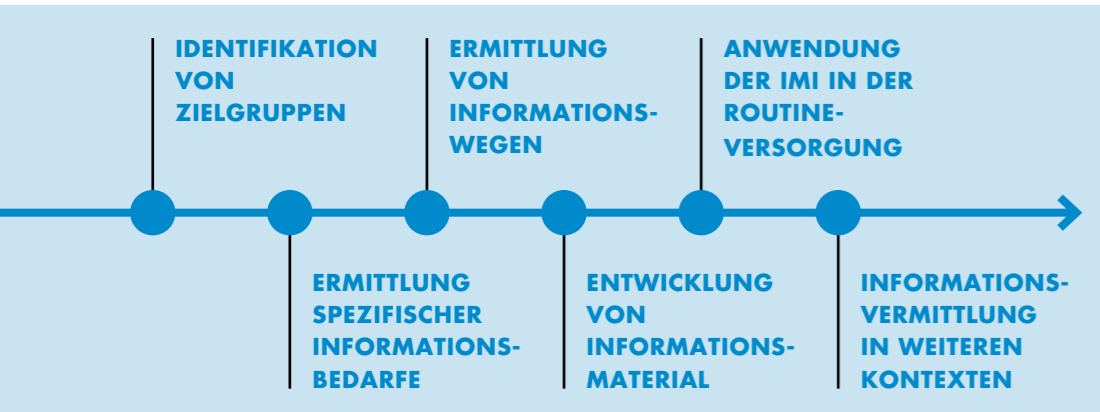 IDENTIFIKATION
VON
ZIELGRUPPEN
ERMITTLUNG
SPEZIFISCHER
INFORMATIONS-
BEDARFE
ERMITTLUNG
VON
INFORMATIONS-
WEGEN
ENTWICKLUNG
VON
INFORMATIONS-
MATERIAL
ANWENDUNG
DER IMI IN DER
ROUTINE-
VERSORGUNG
INFORMATIONS-
VERMITTLUNG
IN WEITEREN
KONTEXTEN